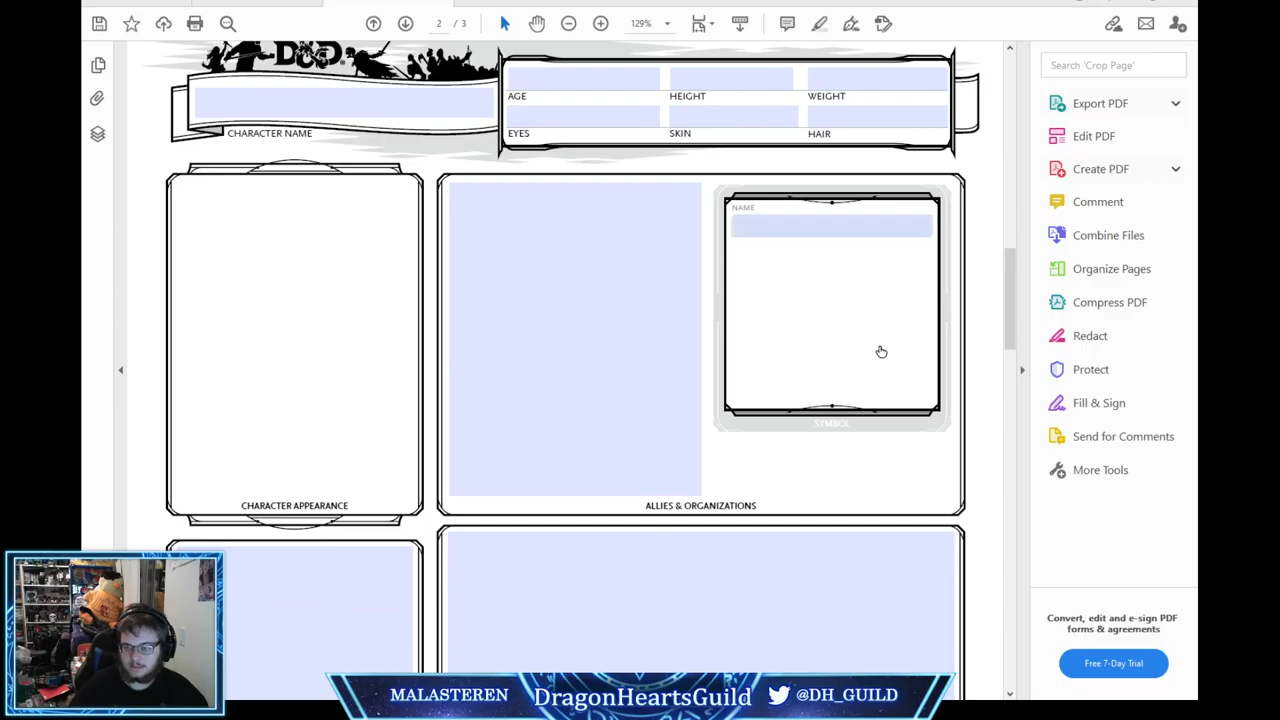 2 / 3
129%
Search 'Crop Page'
D&D
AGE
HEIGHT
WEIGHT
EYES
SKIN
HAIR
CHARACTER NAME
NAME
SYMBOL
CHARACTER APPEARANCE
ALLIES & ORGANIZATIONS
Export PDF
Edit PDF
Create PDF
Comment
Combine Files
Organize Pages
Compress PDF
Redact
Protect
Fill & Sign
Send for Comments
More Tools
Convert, edit and e-sign PDF
forms & agreements
Free 7-Day Trial
MALASTEREN
DragonHeartsGuild
@DH_GUILD